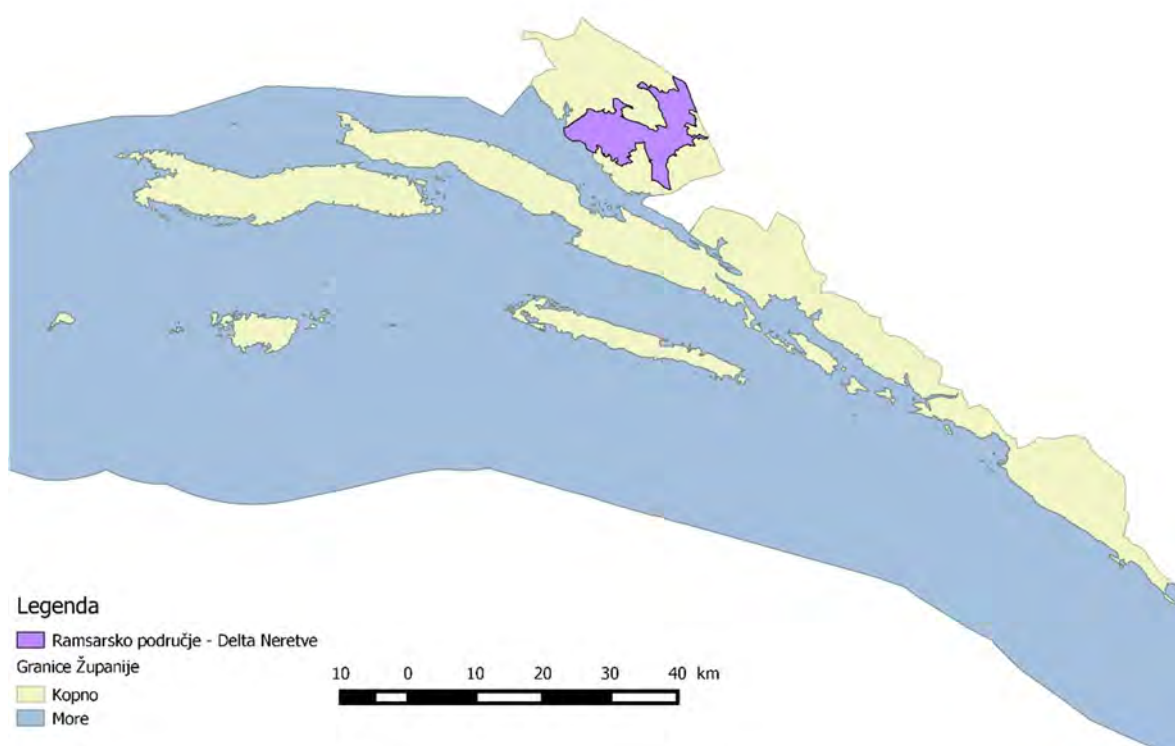 Legenda
Ramsarsko područje - Delta Neretve
Granice Županije
Kopno
More
10 0 10 20 30 40 km